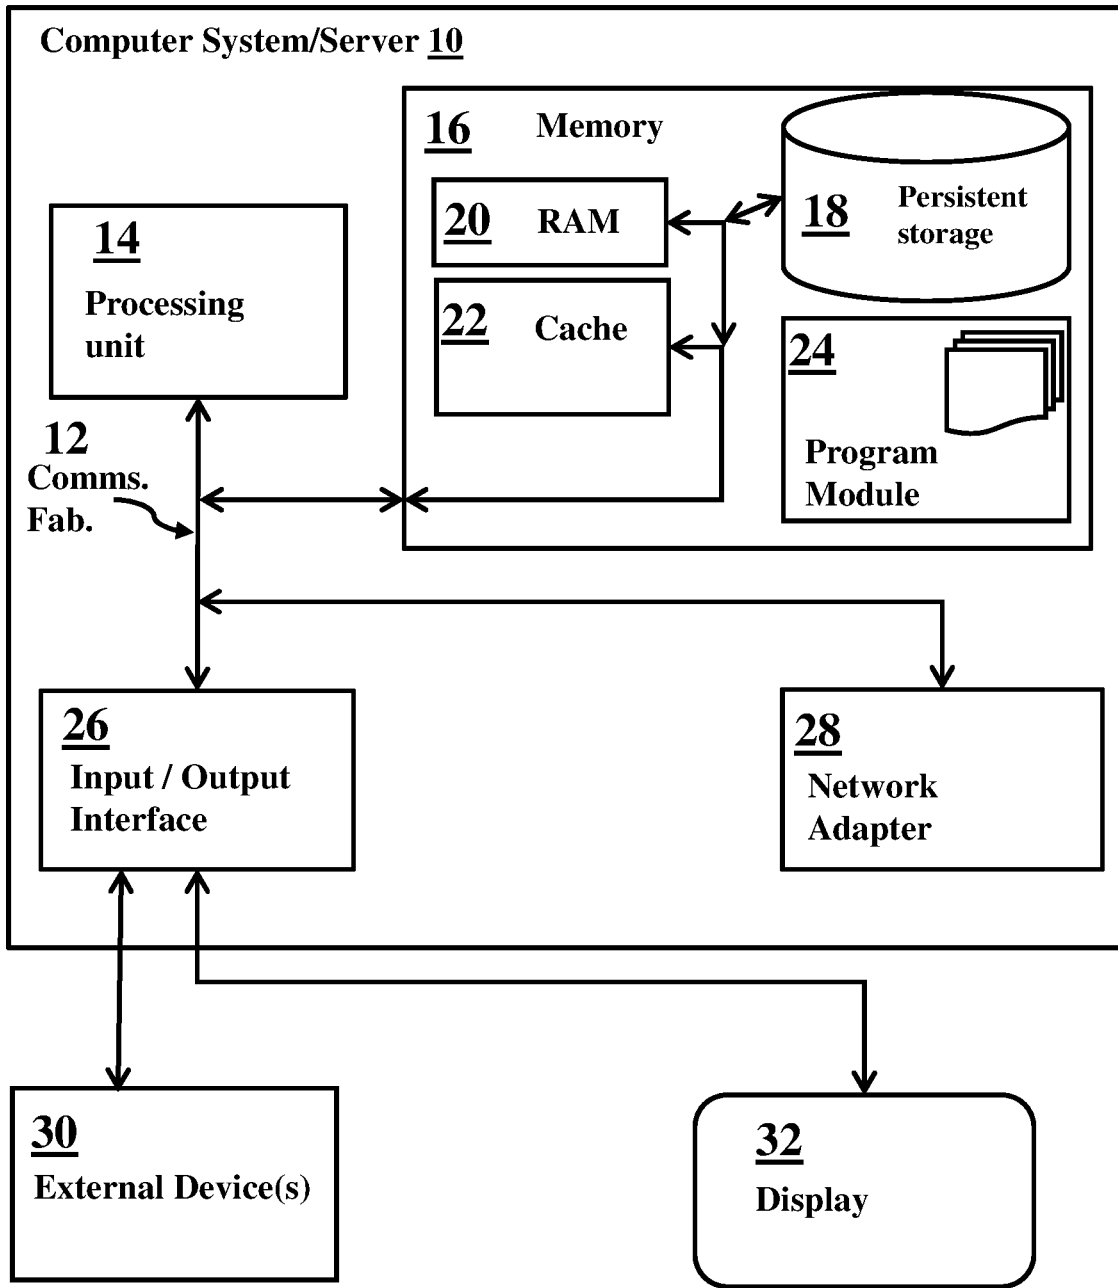 Computer System/Server 10
16 Memory
20 RAM
18 Persistent
storage
22 Cache
24
Program
Module
14
Processing
unit
12
Comms.
Fab.
26
Input / Output
Interface
28
Network
Adapter
30
External Device(s)
32
Display